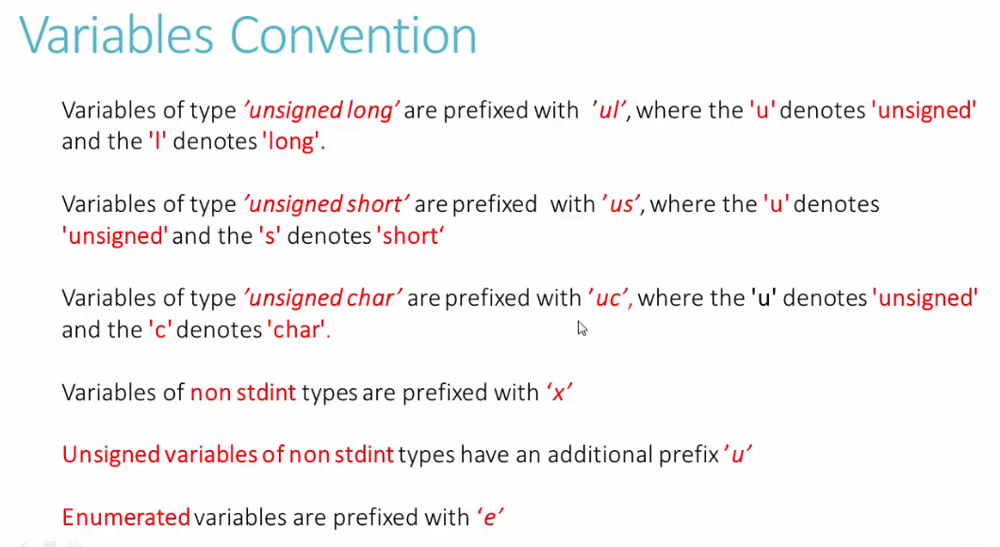 Variables Convention
Variables of type ’unsigned long’ are prefixed with ’ul’, where the 'u' denotes 'unsigned'
and the 'l' denotes 'long'.
Variables of type ’unsigned short’ are prefixed with ’us’, where the 'u' denotes
'unsigned' and the 's' denotes 'short‘
Variables of type ’unsigned char’ are prefixed with ’uc’, where the 'u' denotes 'unsigned'
and the 'c' denotes 'char'.
Variables of non stdint types are prefixed with ‘x’
Unsigned variables of non stdint types have an additional prefix ’u’
Enumerated variables are prefixed with ‘e’